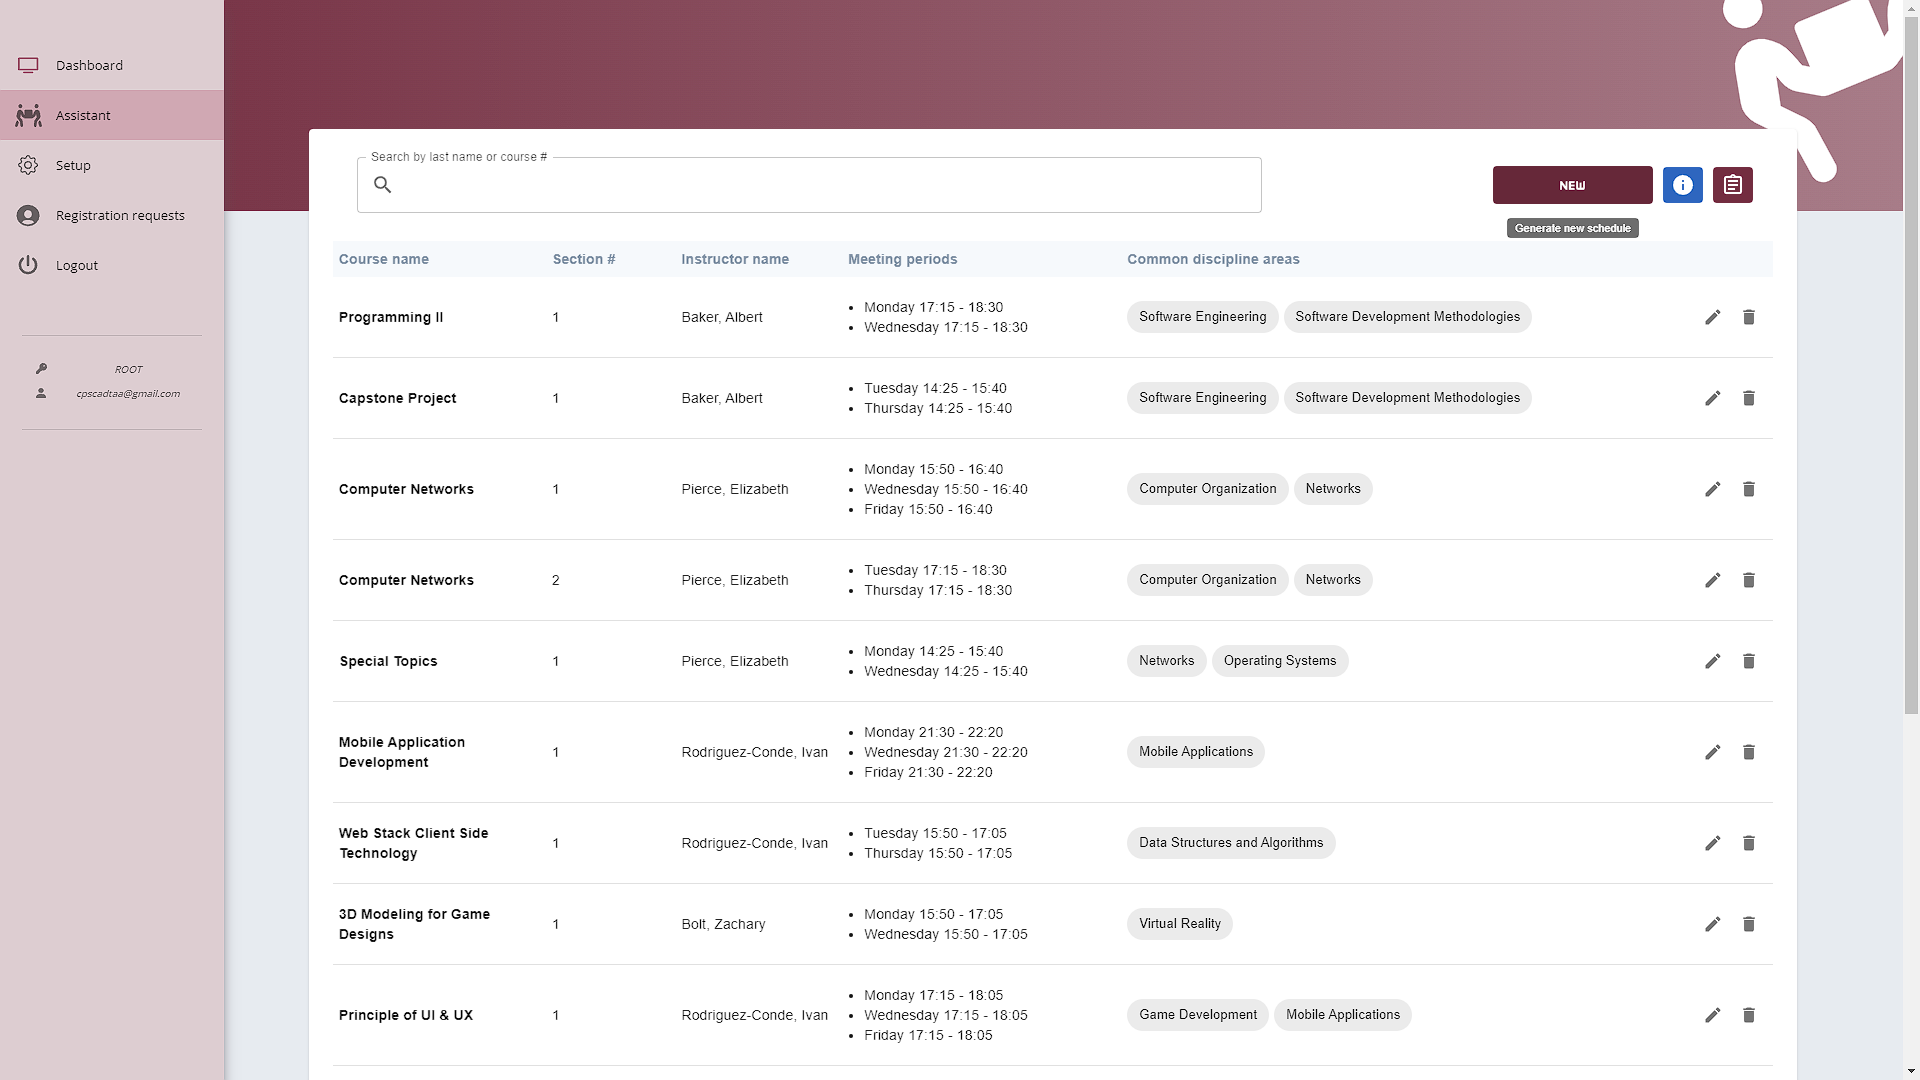 Dashboard
Assistant
Setup
Registration requests
Logout
ROOT
cpscadtaa@gmail.com
Search by last name or course #
NEW
Generate new schedule
Course name Section # Instructor name Meeting periods Common discipline areas
Programming II 1 Baker, Albert
Monday 17:15 - 18:30
Wednesday 17:15 - 18:30
Software Engineering Software Development Methodologies
Capstone Project 1 Baker, Albert
Tuesday 14:25 - 15:40
Thursday 14:25 - 15:40
Software Engineering Software Development Methodologies
Computer Networks 1 Pierce, Elizabeth
Monday 15:50 - 16:40
Wednesday 15:50 - 16:40
Friday 15:50 - 16:40
Computer Organization Networks
Computer Networks 2 Pierce, Elizabeth
Tuesday 17:15 - 18:30
Thursday 17:15 - 18:30
Computer Organization Networks
Special Topics 1 Pierce, Elizabeth
Monday 14:25 - 15:40
Wednesday 14:25 - 15:40
Networks Operating Systems
Mobile Application
Development
1 Rodriguez-Conde, Ivan
Monday 21:30 - 22:20
Wednesday 21:30 - 22:20
Friday 21:30 - 22:20
Mobile Applications
Web Stack Client Side
Technology
1 Rodriguez-Conde, Ivan
Tuesday 15:50 - 17:05
Thursday 15:50 - 17:05
Data Structures and Algorithms
3D Modeling for Game
Designs
1 Bolt, Zachary
Monday 15:50 - 17:05
Wednesday 15:50 - 17:05
Virtual Reality
Principle of UI & UX 1 Rodriguez-Conde, Ivan
Monday 17:15 - 18:05
Wednesday 17:15 - 18:05
Friday 17:15 - 18:05
Game Development Mobile Applications